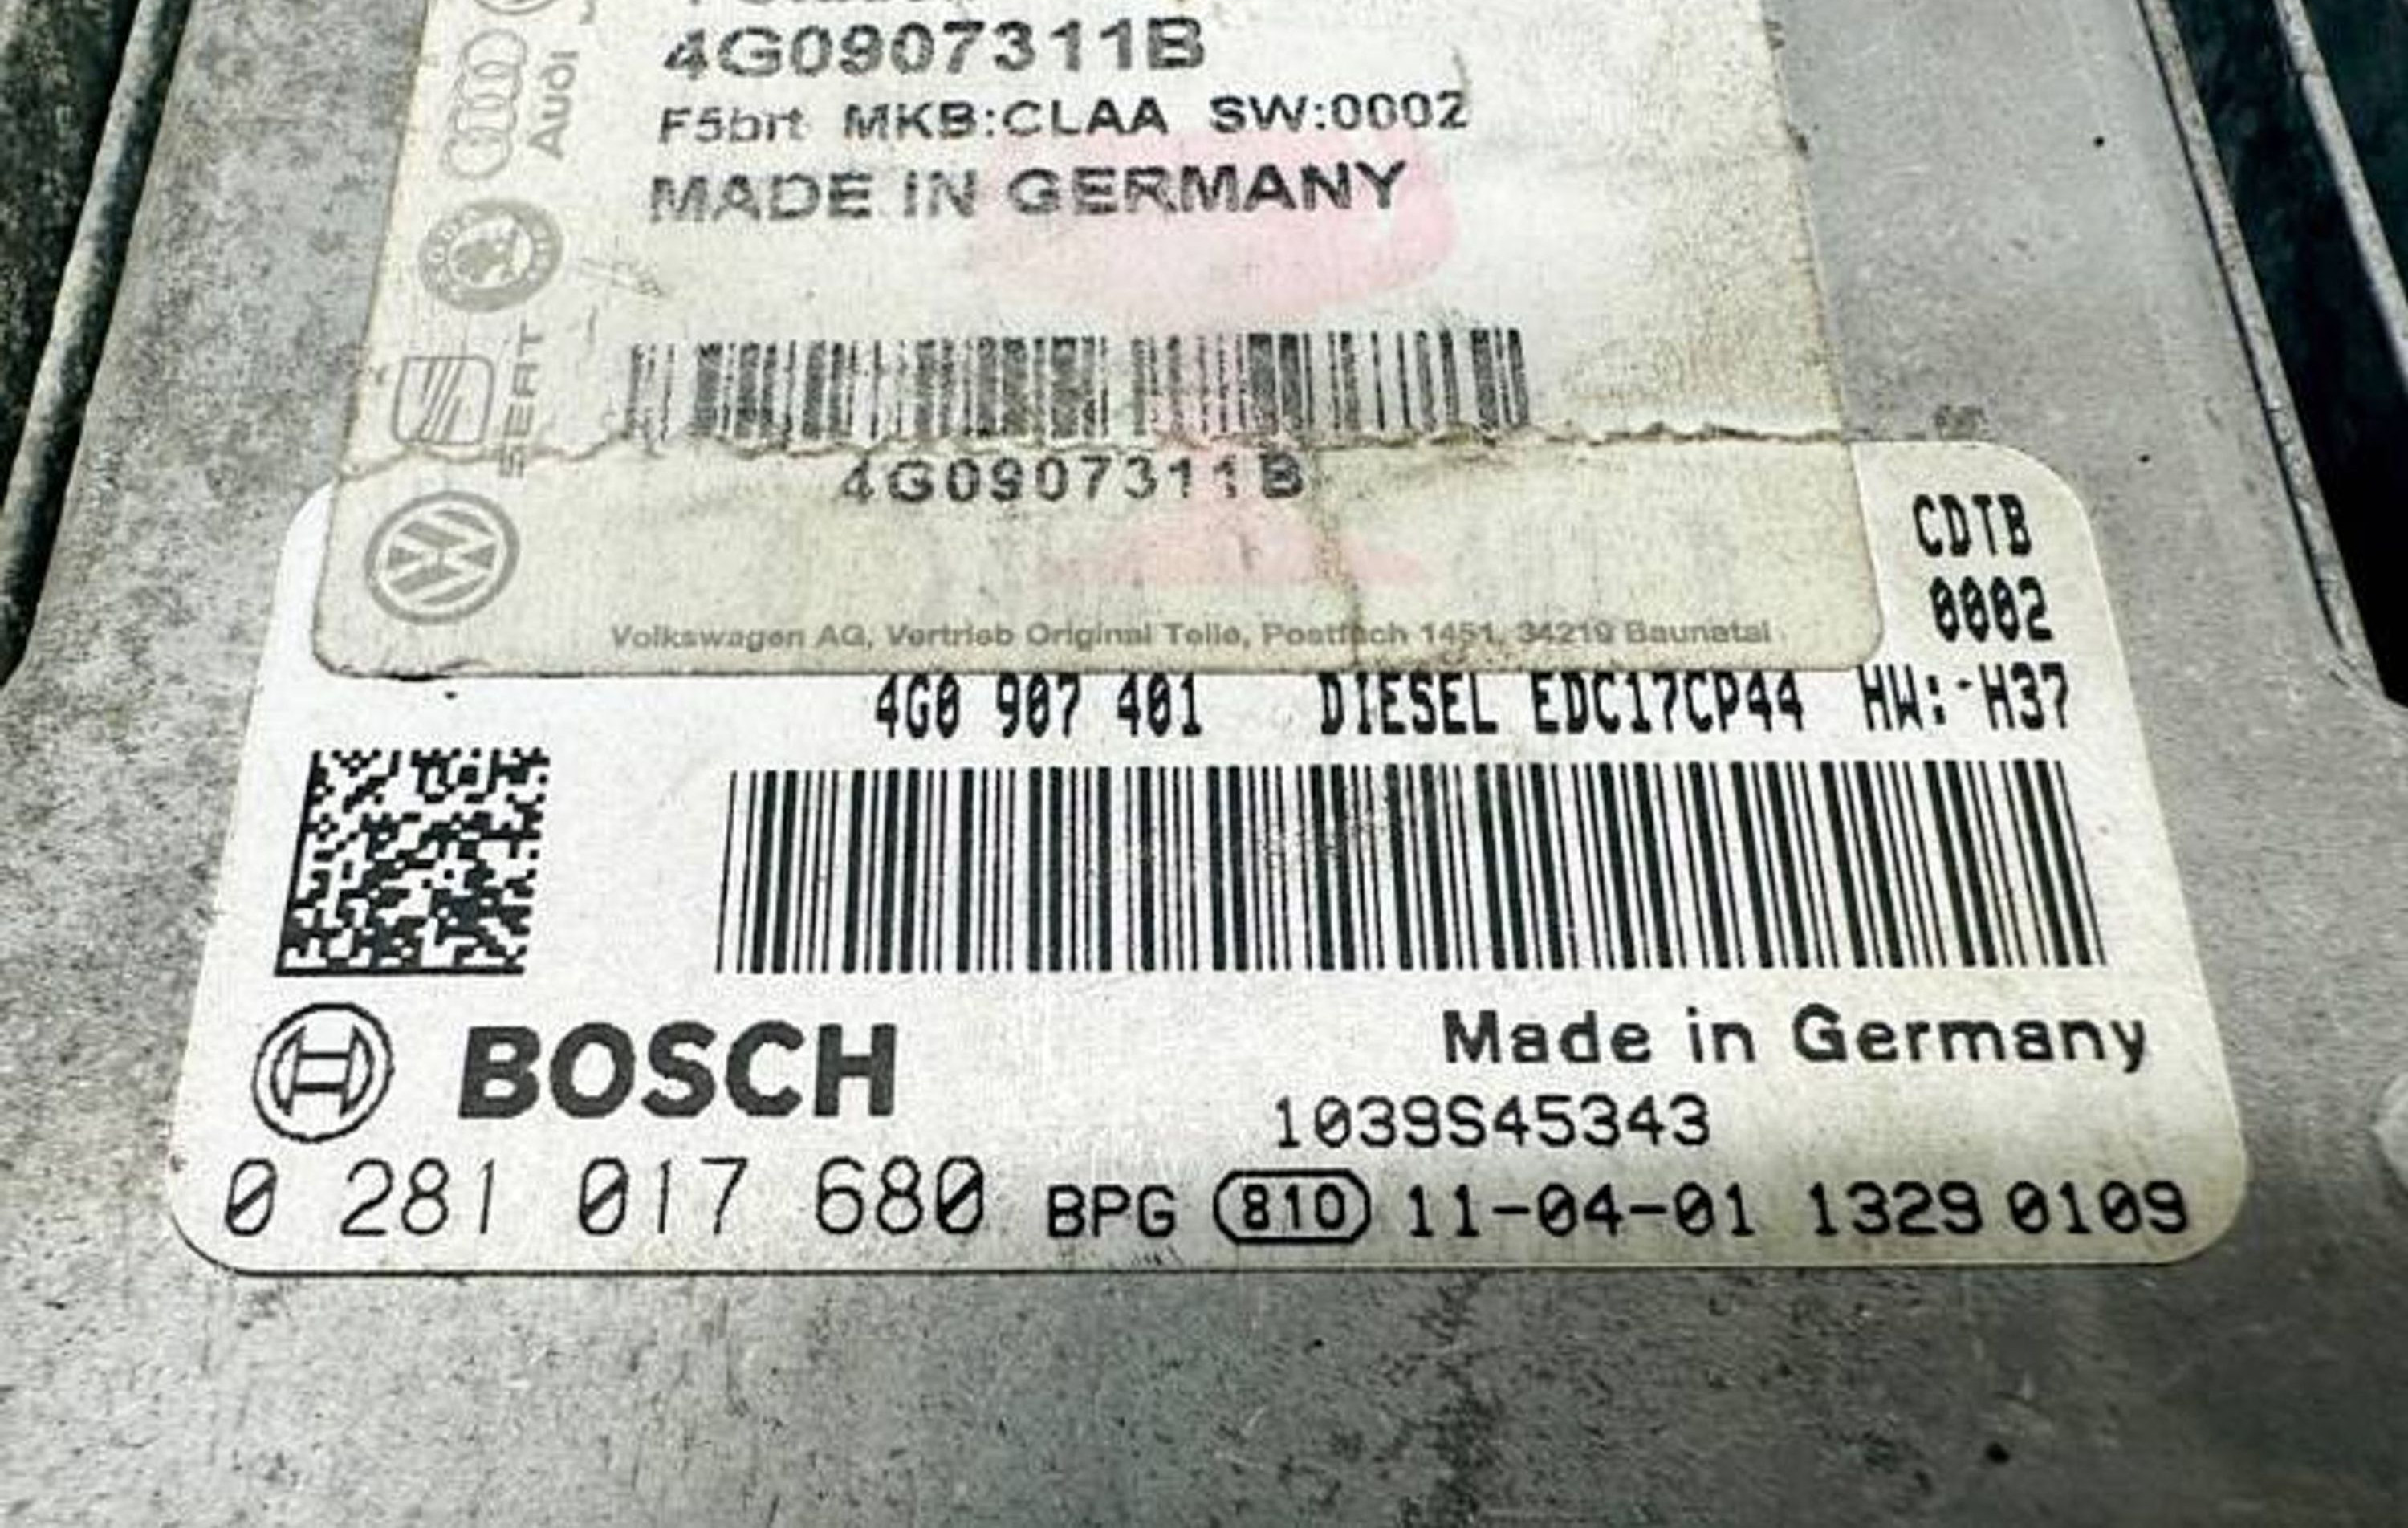 4G0907311B
F5brt MKB:CLAA SW:0002
MADE IN GERMANY
Audi
SEAT
4G0907311B
Volkswagen AG, Vertrieb Original Teile, Postfach 1451, 34219 Baunatal
CDTB
0002
4G0 907 401 DIESEL EDC17CP44 HW:-H37
BOSCH
Made in Germany
1039S45343
0 281 017 680 BPG 810 11-04-01 1329 0109